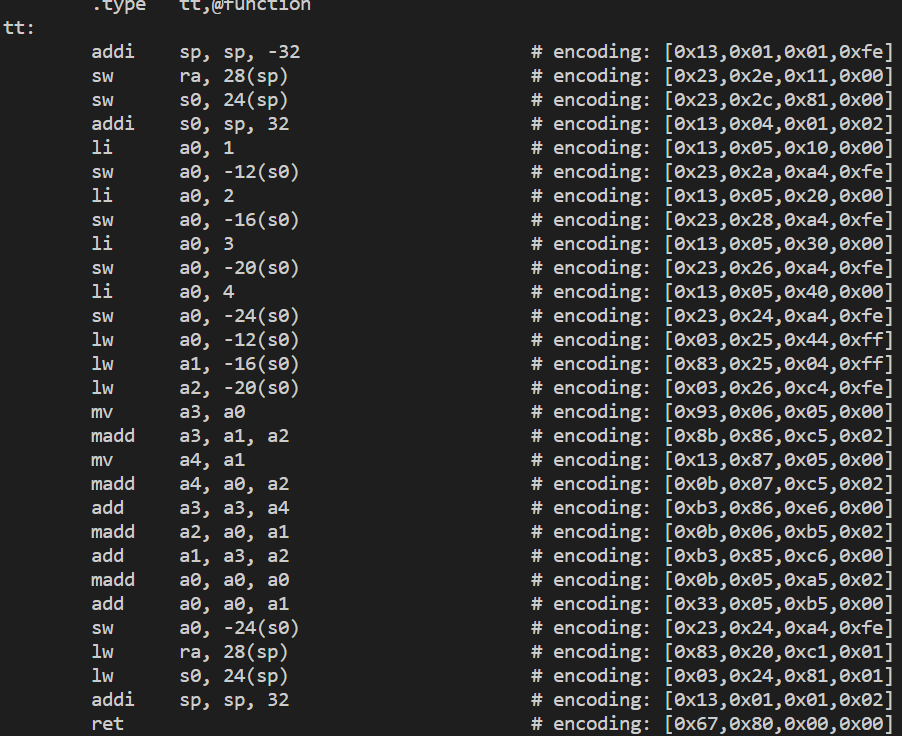 .type tt,@function
tt:
addi sp, sp, -32 # encoding: [0x13,0x01,0x01,0xfe]
sw ra, 28(sp) # encoding: [0x23,0x2e,0x11,0x00]
sw s0, 24(sp) # encoding: [0x23,0x2c,0x81,0x00]
addi s0, sp, 32 # encoding: [0x13,0x04,0x01,0x02]
li a0, 1 # encoding: [0x13,0x05,0x10,0x00]
sw a0, -12(s0) # encoding: [0x23,0x2a,0xa4,0xfe]
li a0, 2 # encoding: [0x13,0x05,0x20,0x00]
sw a0, -16(s0) # encoding: [0x23,0x28,0xa4,0xfe]
li a0, 3 # encoding: [0x13,0x05,0x30,0x00]
sw a0, -20(s0) # encoding: [0x23,0x26,0xa4,0xfe]
li a0, 4 # encoding: [0x13,0x05,0x40,0x00]
sw a0, -24(s0) # encoding: [0x23,0x24,0xa4,0xfe]
lw a0, -12(s0) # encoding: [0x03,0x25,0x44,0xff]
lw a1, -16(s0) # encoding: [0x83,0x25,0x04,0xff]
lw a2, -20(s0) # encoding: [0x03,0x26,0xc4,0xfe]
mv a3, a0 # encoding: [0x93,0x06,0x05,0x00]
madd a3, a1, a2 # encoding: [0x8b,0x86,0xc5,0x02]
mv a4, a1 # encoding: [0x13,0x87,0x05,0x00]
madd a4, a0, a2 # encoding: [0x0b,0x07,0xc5,0x02]
add a3, a3, a4 # encoding: [0xb3,0x86,0xe6,0x00]
madd a2, a0, a1 # encoding: [0x0b,0x06,0xb5,0x02]
add a1, a3, a2 # encoding: [0xb3,0x85,0xc6,0x00]
madd a0, a0, a0 # encoding: [0x0b,0x05,0xa5,0x02]
add a0, a0, a1 # encoding: [0x33,0x05,0xb5,0x00]
sw a0, -24(s0) # encoding: [0x23,0x24,0xa4,0xfe]
lw ra, 28(sp) # encoding: [0x83,0x20,0xc1,0x01]
lw s0, 24(sp) # encoding: [0x03,0x24,0x81,0x01]
addi sp, sp, 32 # encoding: [0x13,0x01,0x01,0x02]
ret # encoding: [0x67,0x80,0x00,0x00]